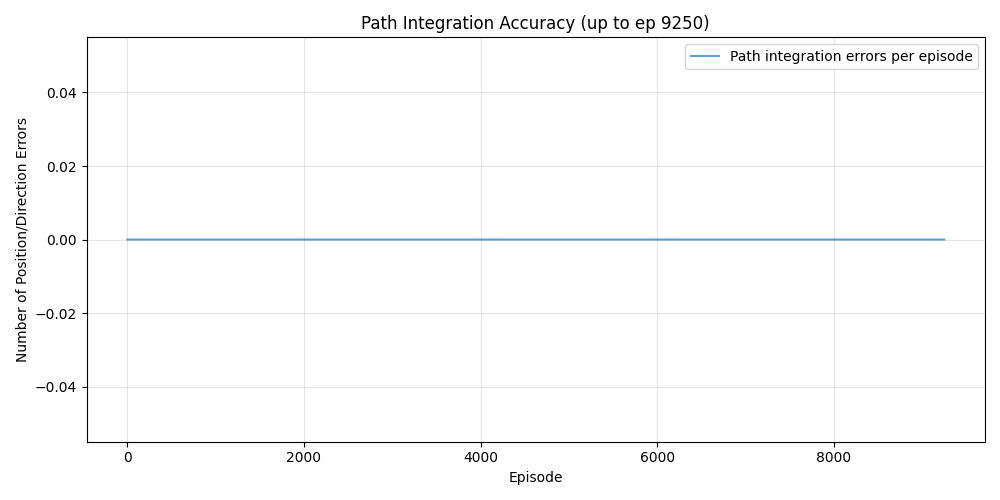 Path Integration Accuracy (up to ep 9250)
Path integration errors per episode
Number of Position/Direction Errors
0.04
0.02
0.00
−0.02
−0.04
0
2000
4000
6000
8000
Episode